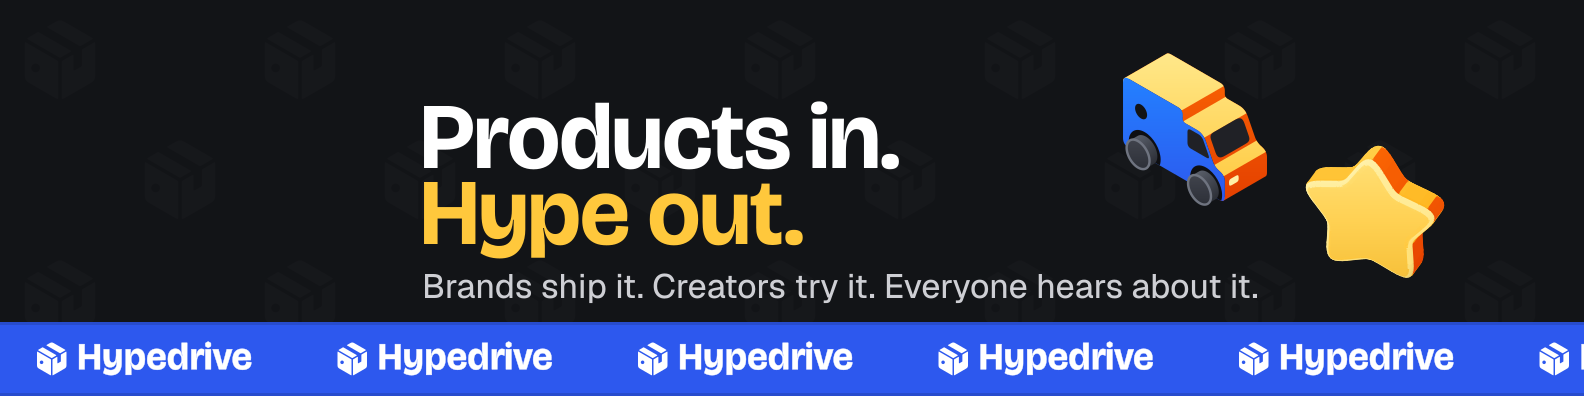 Products in.
Hype out.
Brands ship it. Creators try it. Everyone hears about it.
Hypedrive Hypedrive Hypedrive Hypedrive Hypedrive